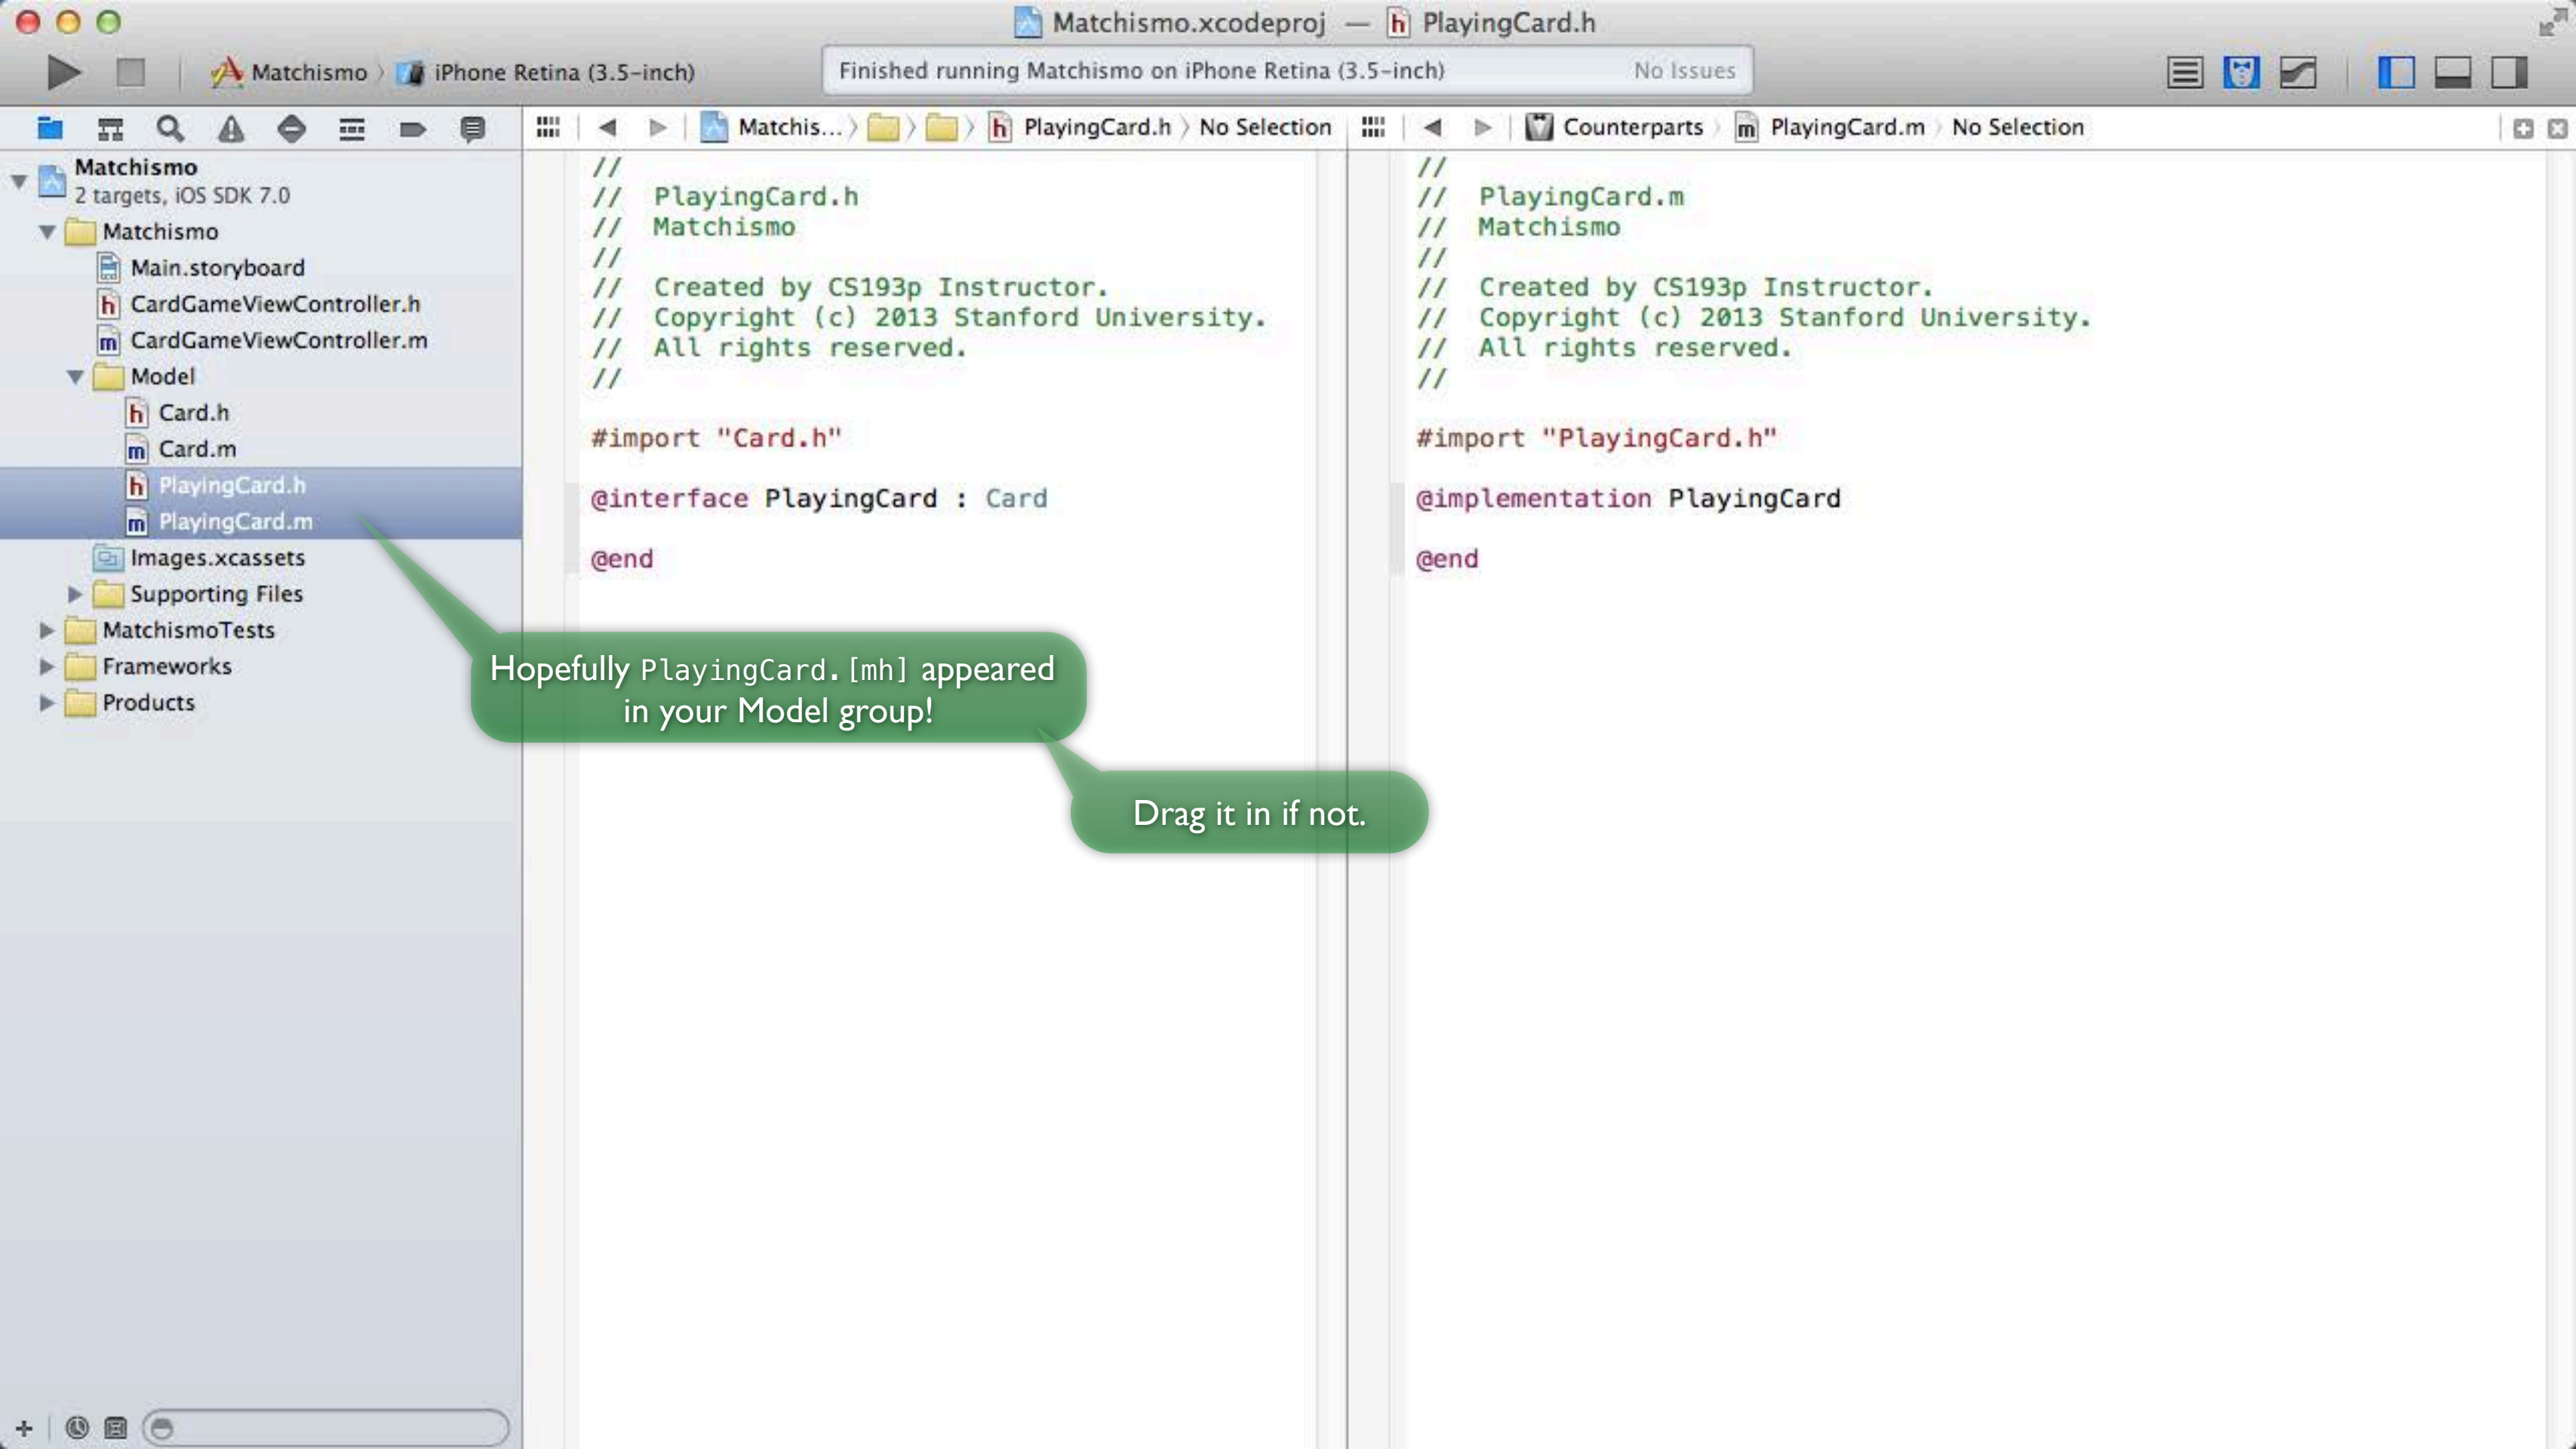 Matchismo.xcodeproj — PlayingCard.h
Matchismo iPhone Retina (3.5-inch)
Finished running Matchismo on iPhone Retina (3.5-inch) No Issues
Matchis... PlayingCard.h No Selection
Counterparts PlayingCard.m No Selection
Matchismo
2 targets, iOS SDK 7.0
Matchismo
Main.storyboard
CardGameViewController.h
CardGameViewController.m
Model
Card.h
Card.m
PlayingCard.h
PlayingCard.m
Images.xcassets
Supporting Files
MatchismoTests
Frameworks
Products
//
// PlayingCard.h
// Matchismo
//
// Created by CS193p Instructor.
// Copyright (c) 2013 Stanford University.
// All rights reserved.
//
#import "Card.h"
@interface PlayingCard : Card
@end
//
// PlayingCard.m
// Matchismo
//
// Created by CS193p Instructor.
// Copyright (c) 2013 Stanford University.
// All rights reserved.
//
#import "PlayingCard.h"
@implementation PlayingCard
@end
Hopefully PlayingCard.[mh] appeared
in your Model group!
Drag it in if not.